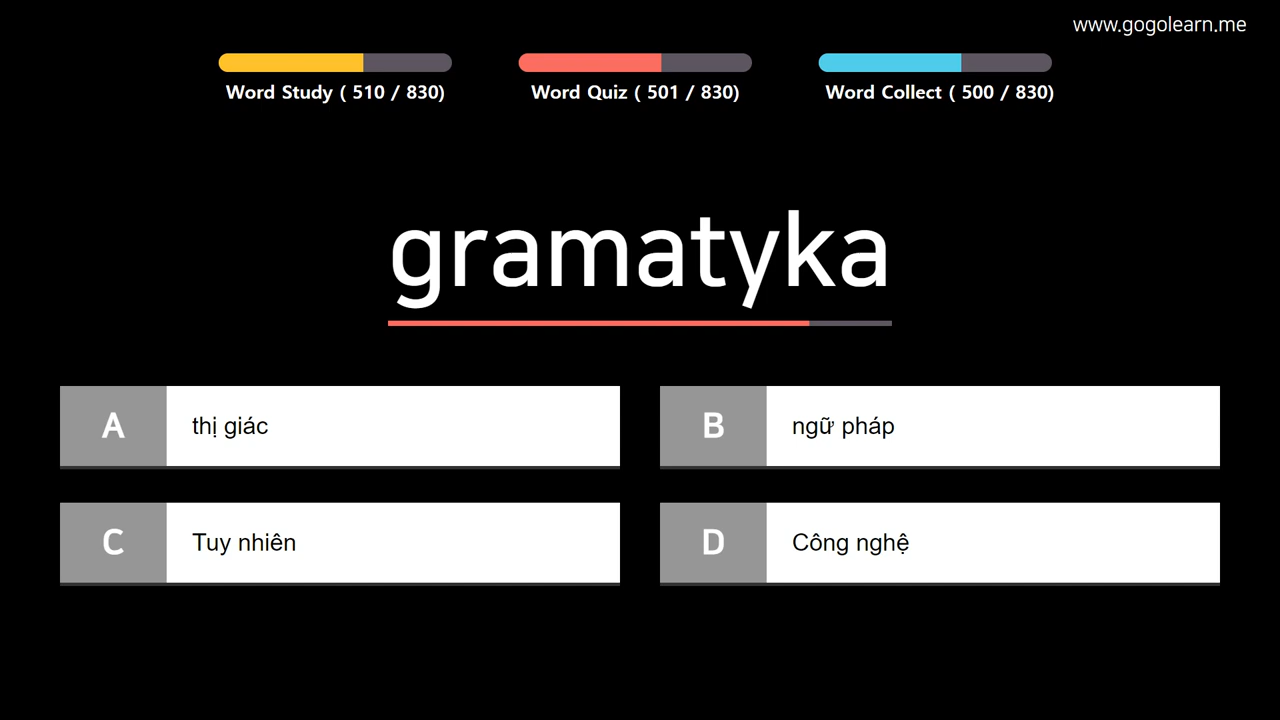 www.gogolearn.me
Word Study ( 510 / 830)
Word Quiz ( 501 / 830)
Word Collect ( 500 / 830)
gramatyka
A thị giác
B ngữ pháp
C Tuy nhiên
D Công nghệ